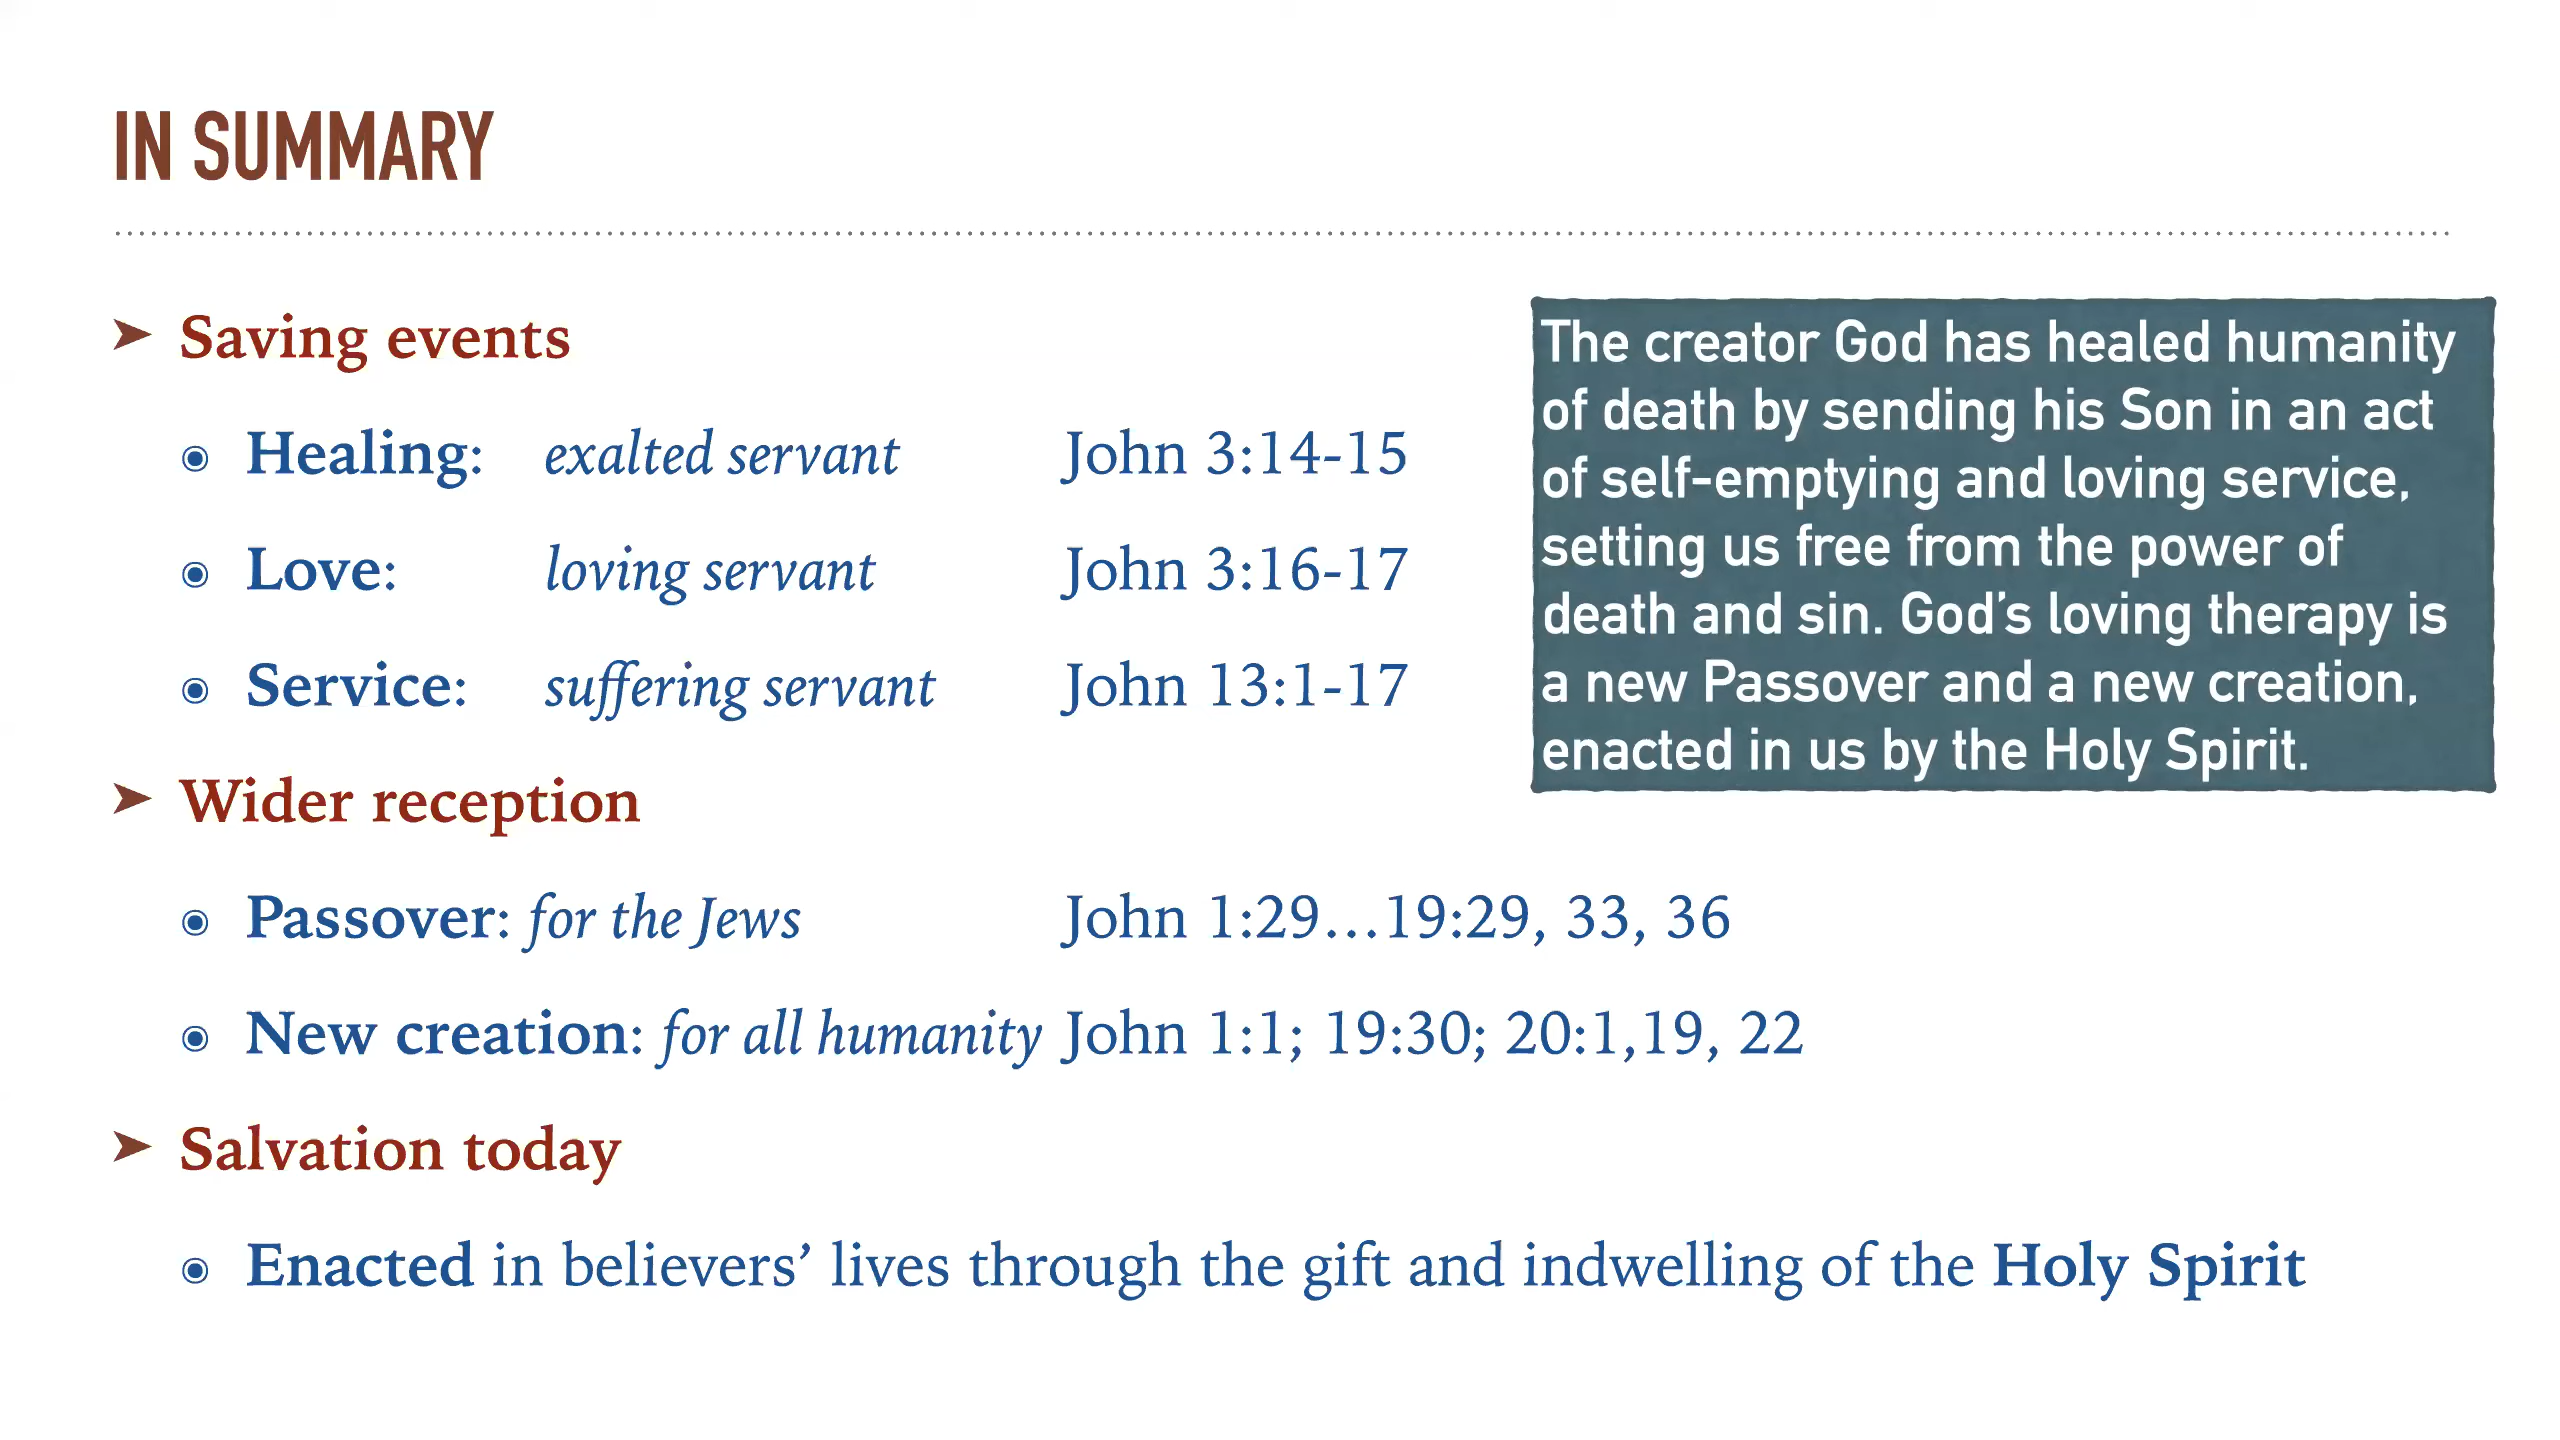 IN SUMMARY
➤ Saving events
◉ Healing: exalted servant John 3:14-15
◉ Love: loving servant John 3:16-17
◉ Service: suffering servant John 13:1-17
➤ Wider reception
◉ Passover: for the Jews John 1:29…19:29, 33, 36
◉ New creation: for all humanity John 1:1; 19:30; 20:1,19, 22
➤ Salvation today
◉ Enacted in believers’ lives through the gift and indwelling of the Holy Spirit
The creator God has healed humanity
of death by sending his Son in an act
of self-emptying and loving service,
setting us free from the power of
death and sin. God’s loving therapy is
a new Passover and a new creation,
enacted in us by the Holy Spirit.